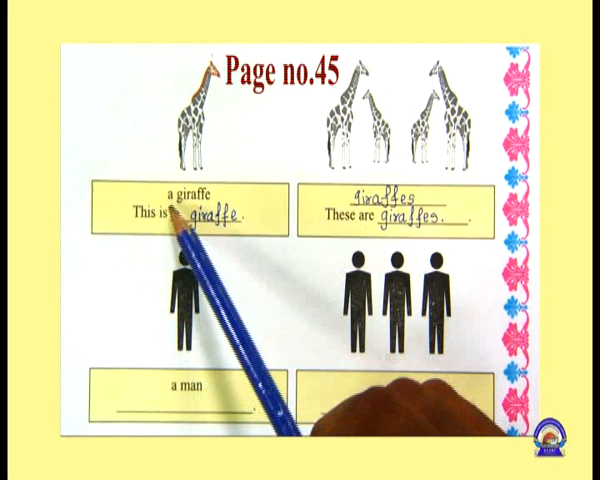 Page no.45
a giraffe
giraffes
This is a giraffe.
These are giraffes. .
a man